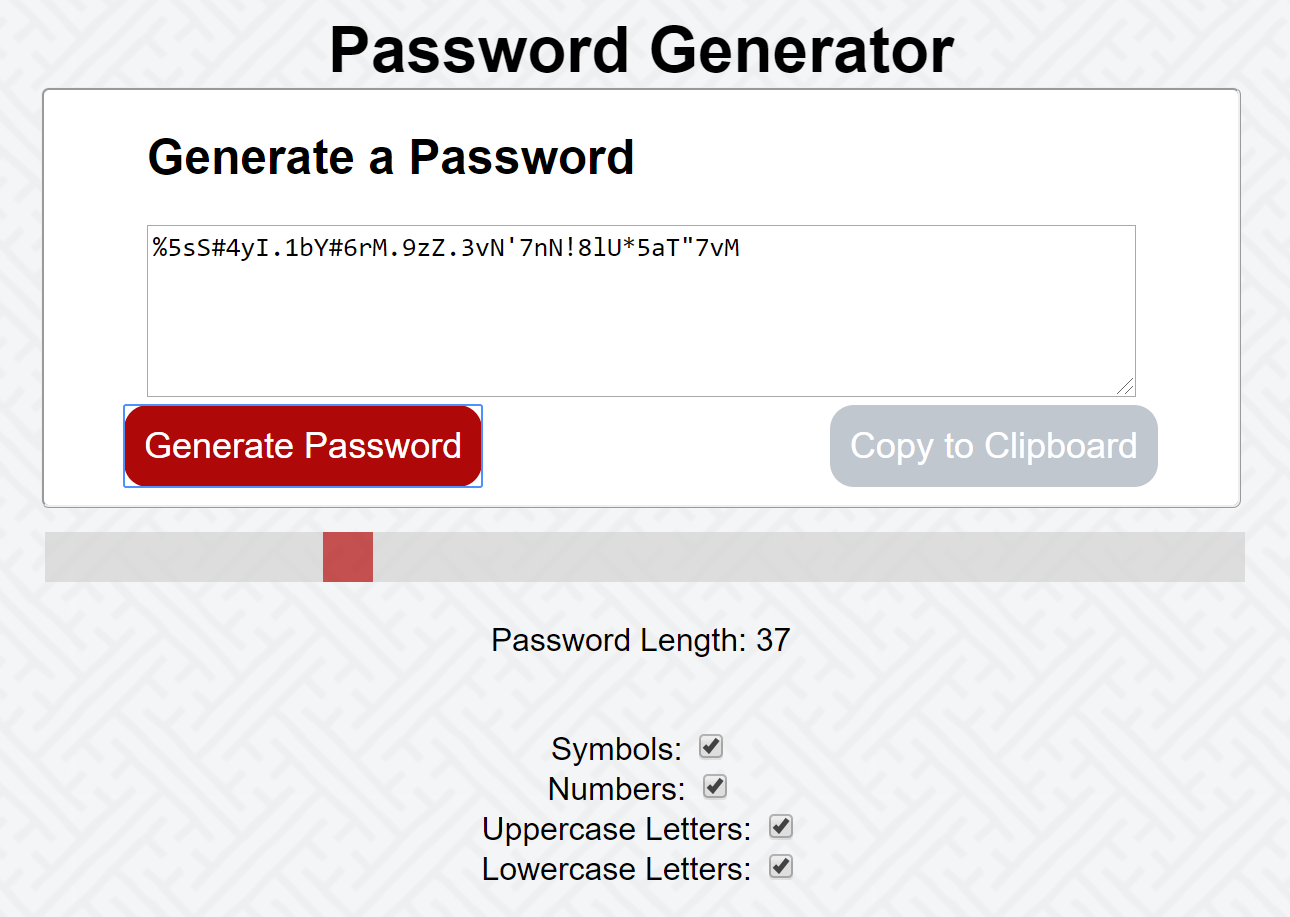 Password Generator
Generate a Password
%5sS#4yI.1bY#6rM.9zZ.3vN'7nN!8lU*5aT"7vM
Generate Password
Copy to Clipboard
Password Length: 37
Symbols:
Numbers:
Uppercase Letters:
Lowercase Letters: